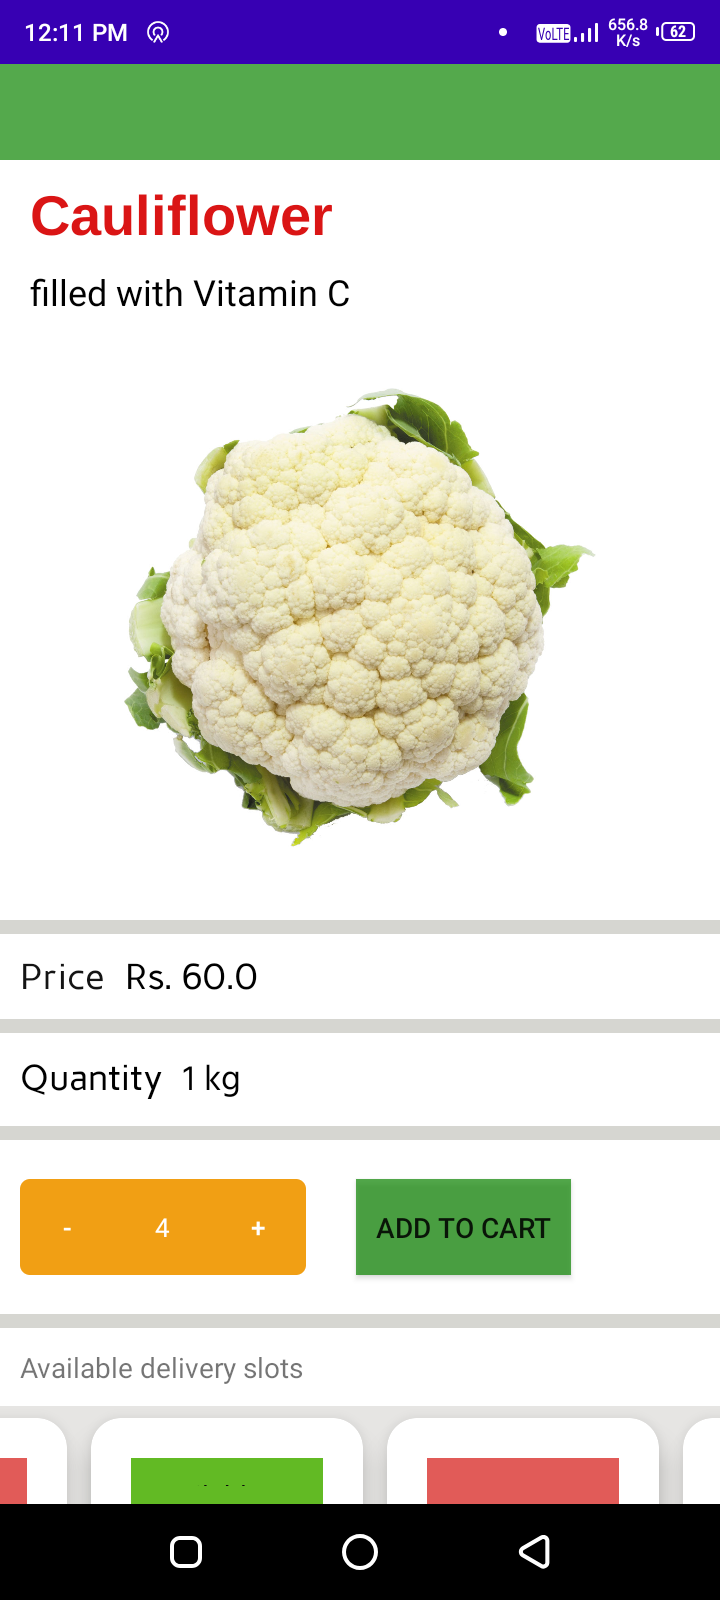 12:11 PM VoLTE 656.8 K/s 62
Cauliflower
filled with Vitamin C
Price Rs. 60.0
Quantity 1 kg
- 4 + ADD TO CART
Available delivery slots